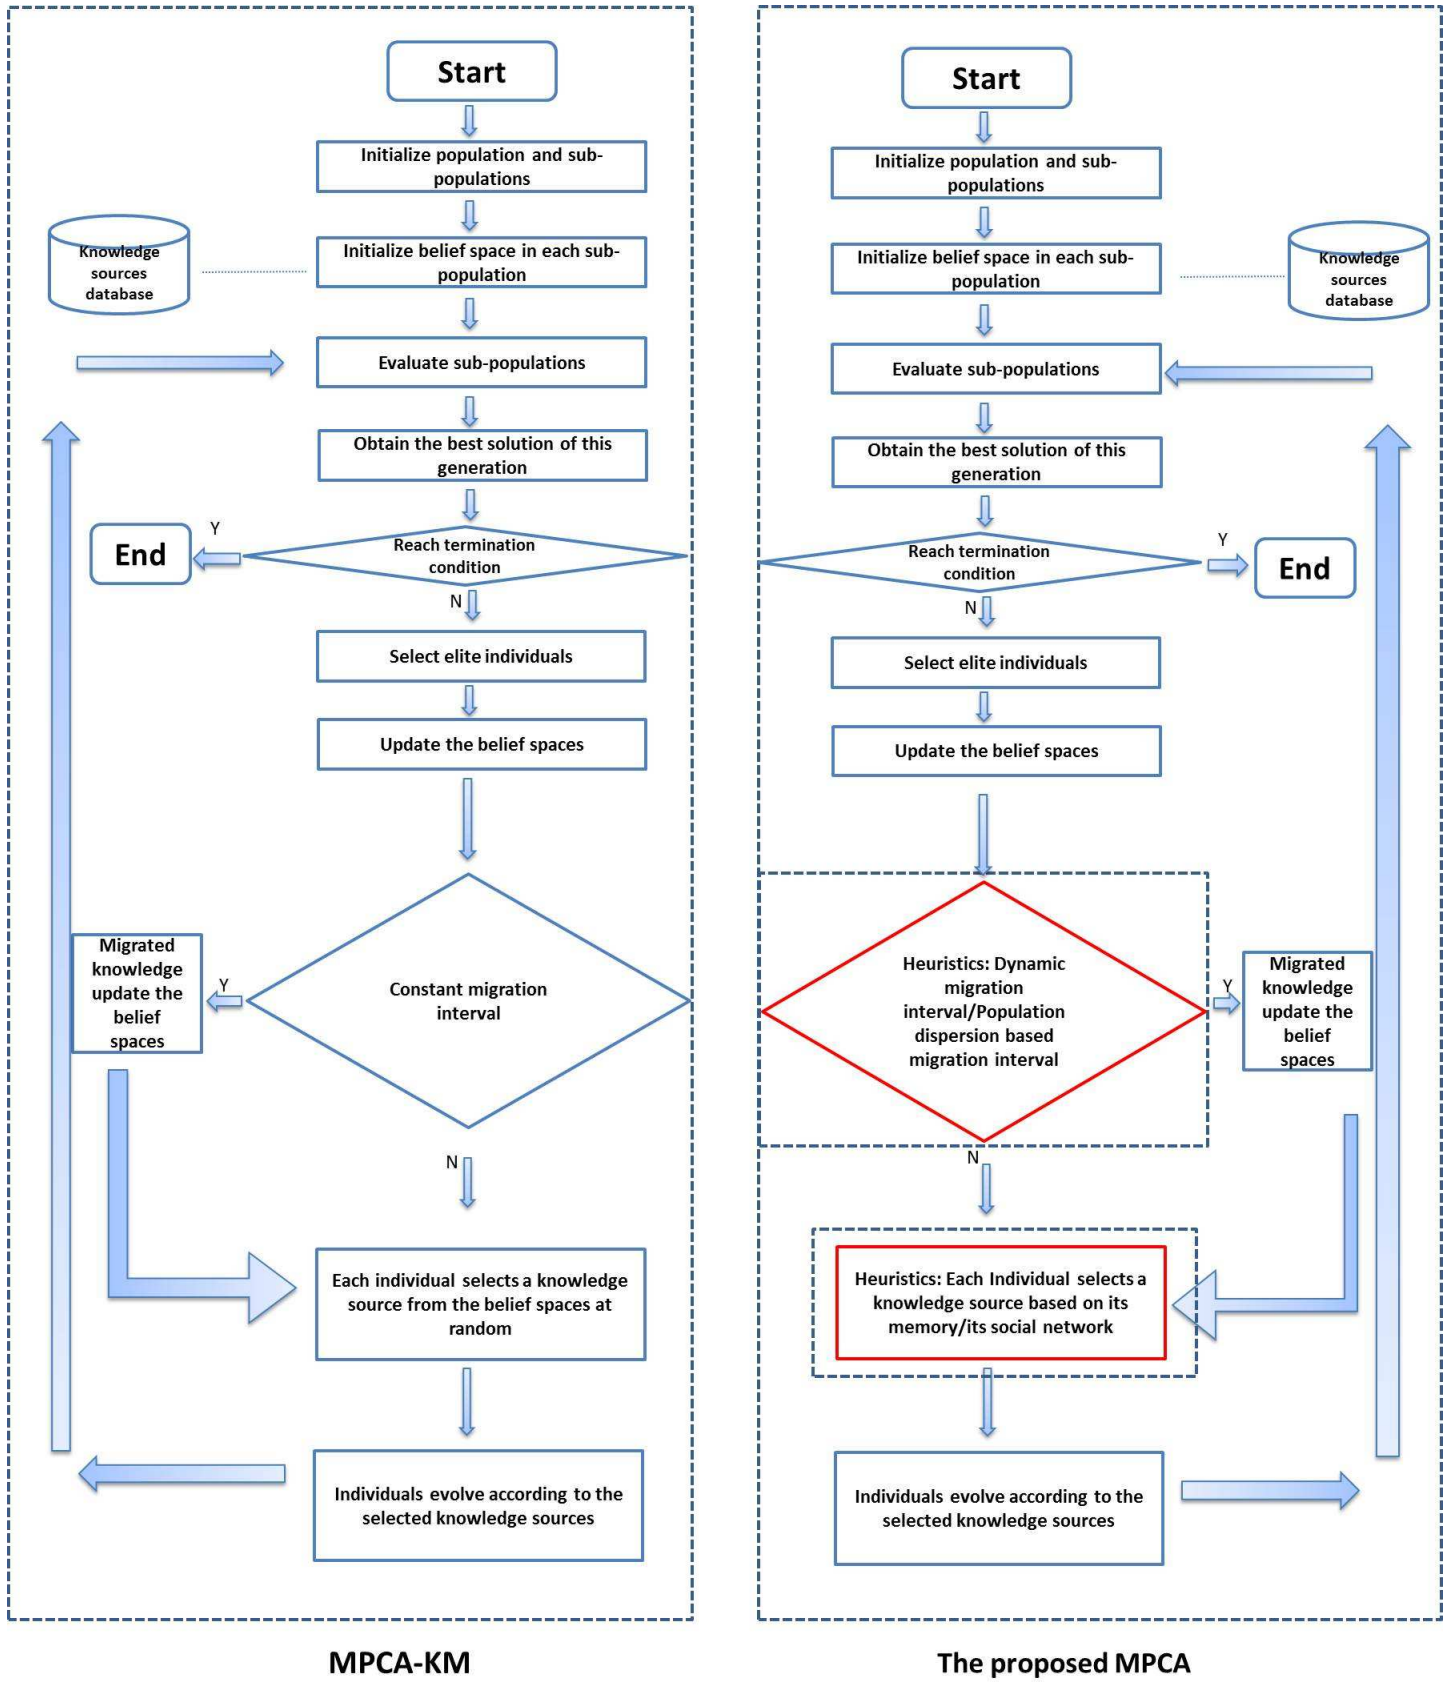 Start
Initialize population and sub-
populations
Knowledge
sources
database
Initialize belief space in each sub-
population
Evaluate sub-populations
Obtain the best solution of this
generation
Reach termination
condition
Y
End
N
Select elite individuals
Update the belief spaces
Constant migration
interval
Y
Migrated
knowledge
update the
belief
spaces
N
Each individual selects a knowledge
source from the belief spaces at
random
Individuals evolve according to the
selected knowledge sources
MPCA-KM
Start
Initialize population and sub-
populations
Initialize belief space in each sub-
population
Knowledge
sources
database
Evaluate sub-populations
Obtain the best solution of this
generation
Reach termination
condition
Y
End
N
Select elite individuals
Update the belief spaces
Heuristics: Dynamic
migration
interval/Population
dispersion based
migration interval
Y
Migrated
knowledge
update the
belief
spaces
N
Heuristics: Each Individual selects a
knowledge source based on its
memory/its social network
Individuals evolve according to the
selected knowledge sources
The proposed MPCA